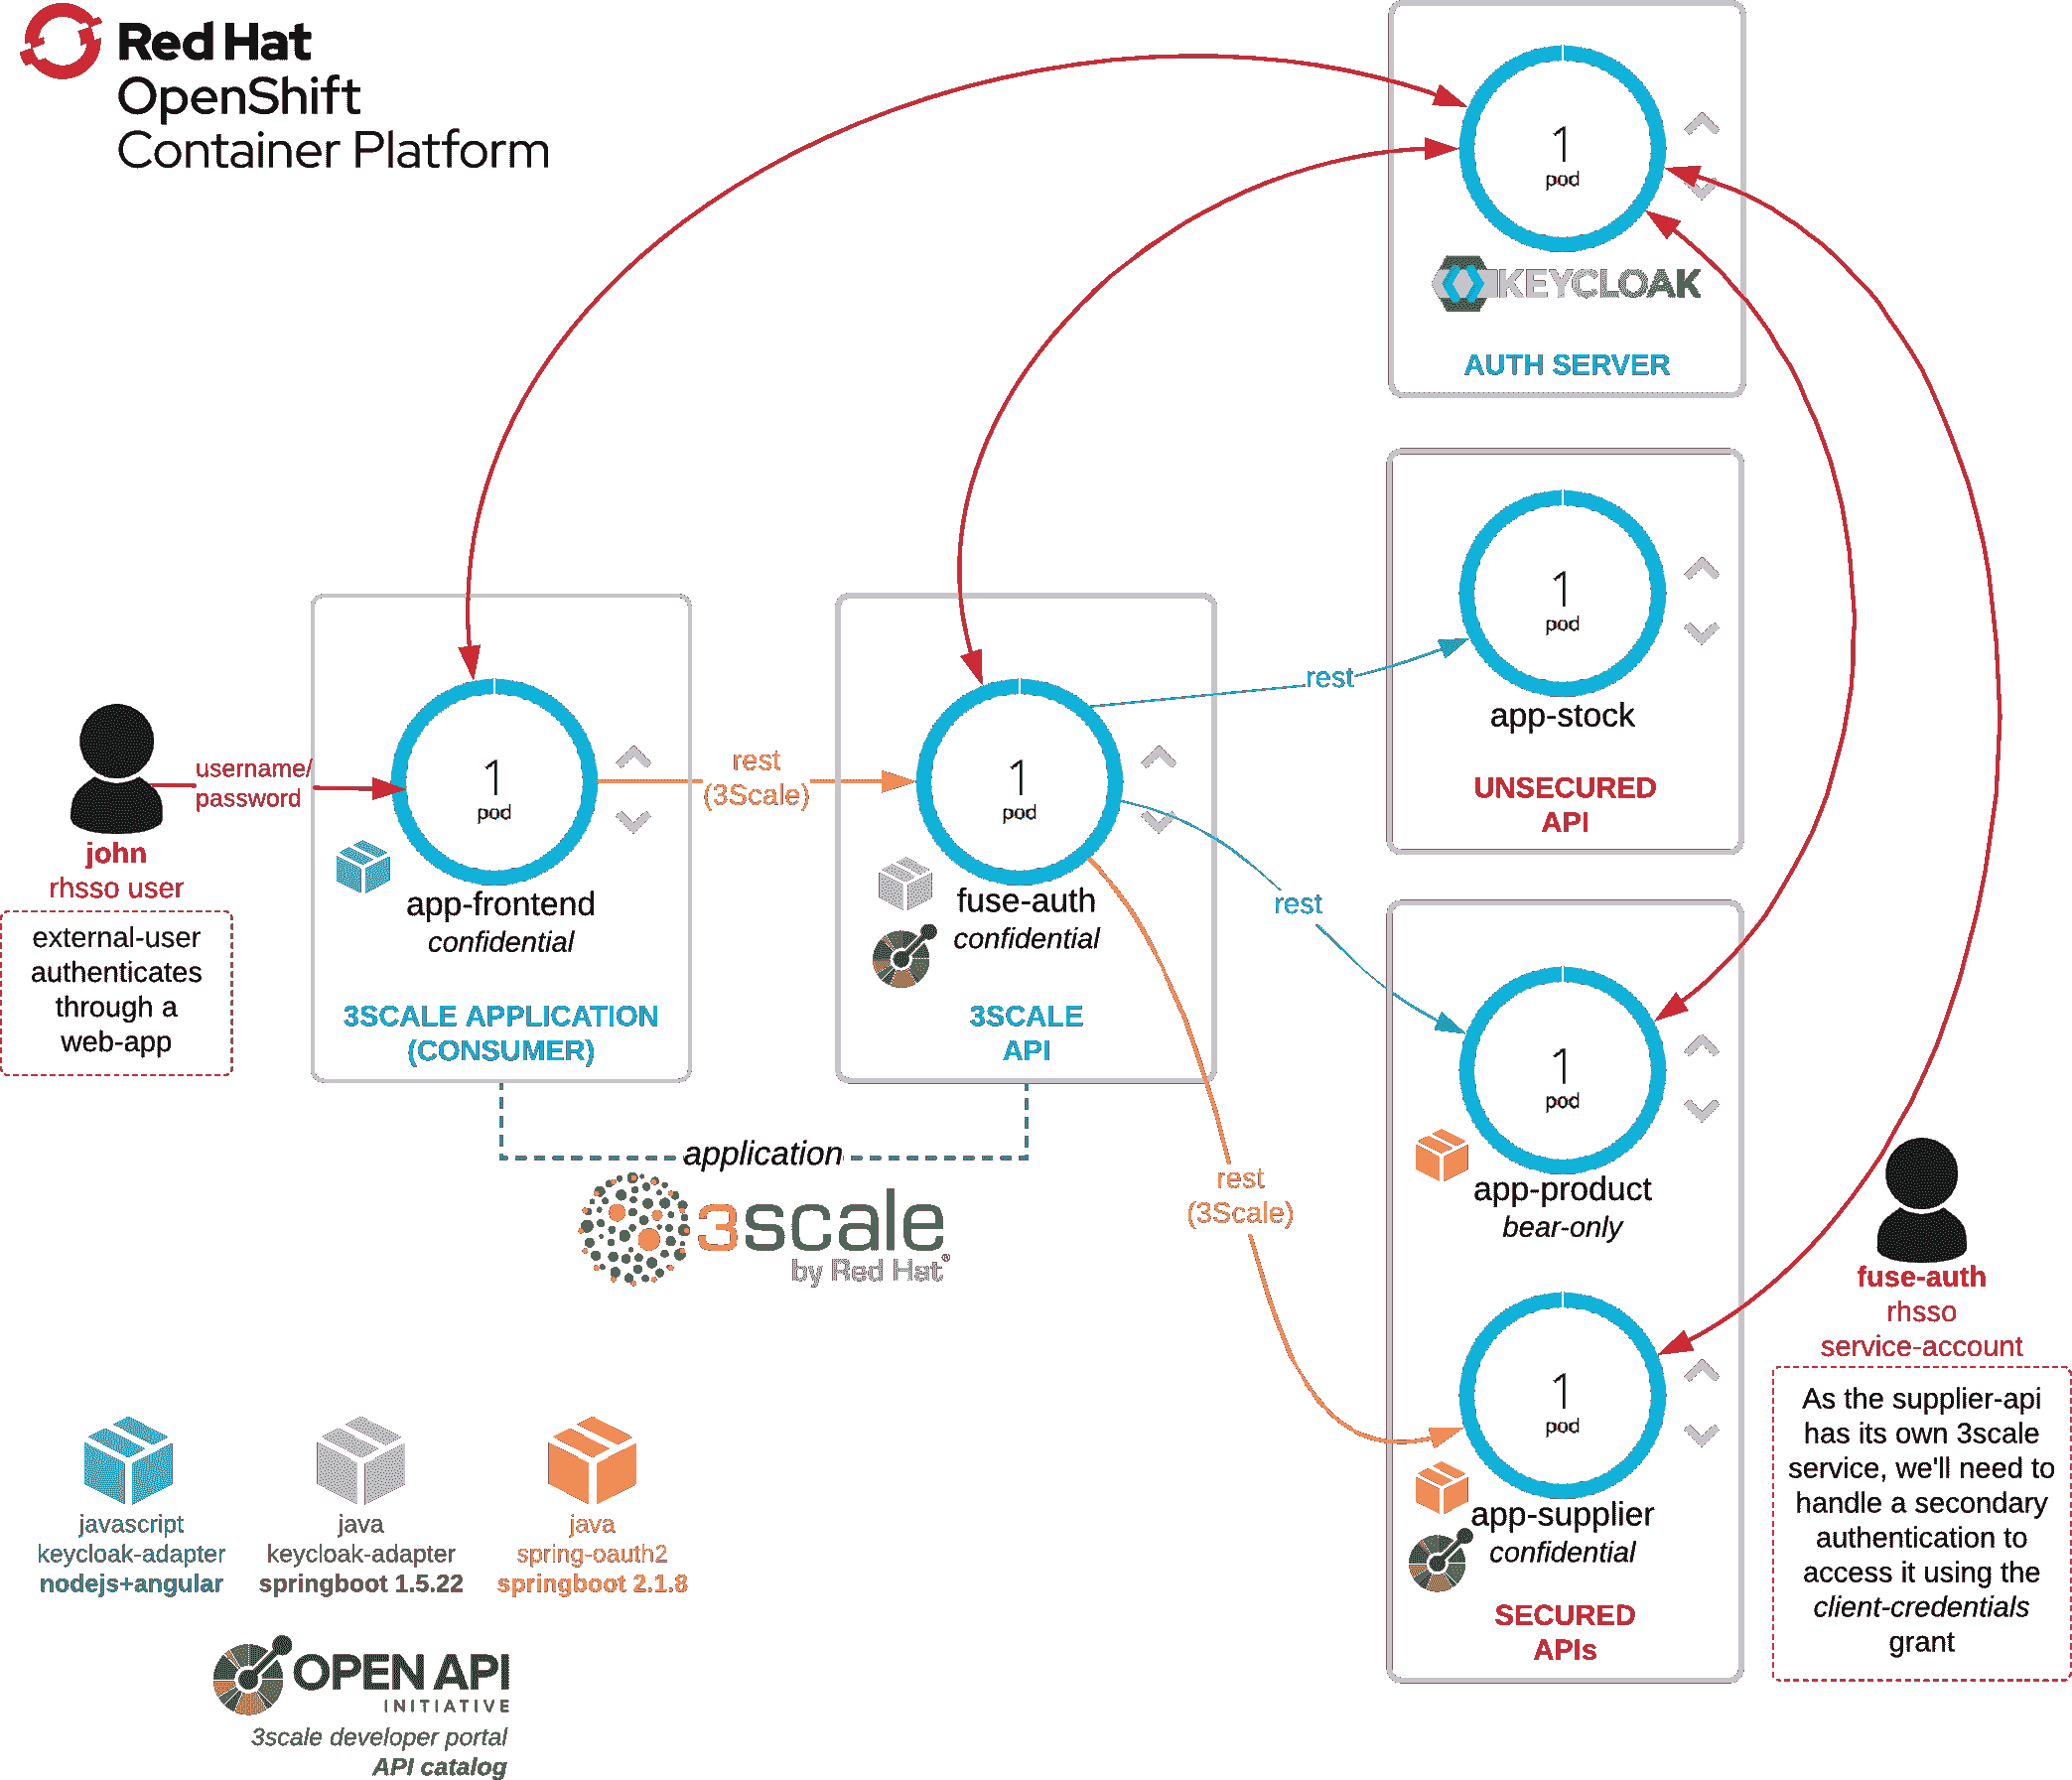 Red Hat
OpenShift
Container Platform
1
pod
KEYCLOAK
AUTH SERVER
1
pod
app-stock
UNSECURED
API
rest
john
rhsso user
external-user
authenticates
through a
web-app
username/
password
1
pod
app-frontend
confidential
3SCALE APPLICATION
(CONSUMER)
rest
(3Scale)
1
pod
fuse-auth
confidential
3SCALE
API
rest
application
3scale
by Red Hat®
rest
(3Scale)
1
pod
app-product
bear-only
1
pod
app-supplier
confidential
SECURED
APIs
fuse-auth
rhsso
service-account
As the supplier-api
has its own 3scale
service, we'll need to
handle a secondary
authentication to
access it using the
client-credentials
grant
javascript
keycloak-adapter
nodejs+angular
java
keycloak-adapter
springboot 1.5.22
java
spring-oauth2
springboot 2.1.8
OPEN API
INITIATIVE
3scale developer portal
API catalog